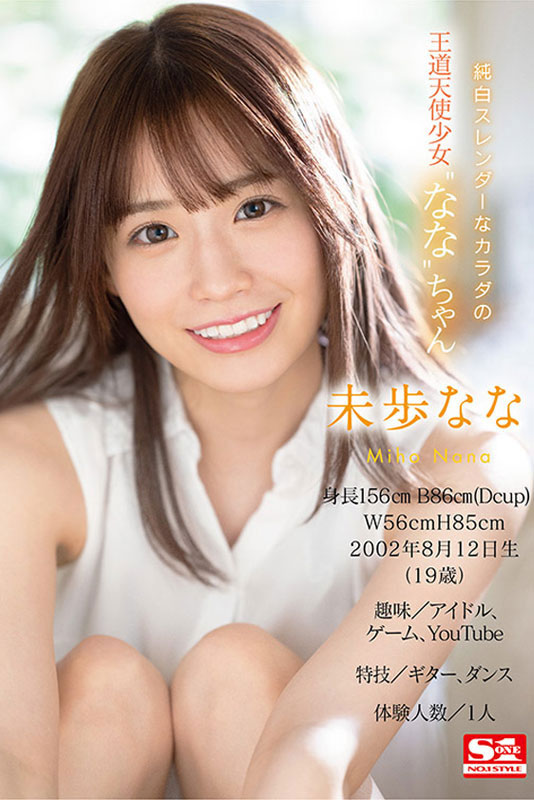 純白スレンダーなカラダの
王道天使少女"なな"ちゃん
未歩なな
Miho Nana
身長156㎝ B86㎝(Dcup)
W56cmH85cm
2002年8月12日生
(19歳)
趣味／アイドル、
ゲーム、YouTube
特技／ギター、ダンス
体験人数／1人
S1
ONE
NO.1 STYLE